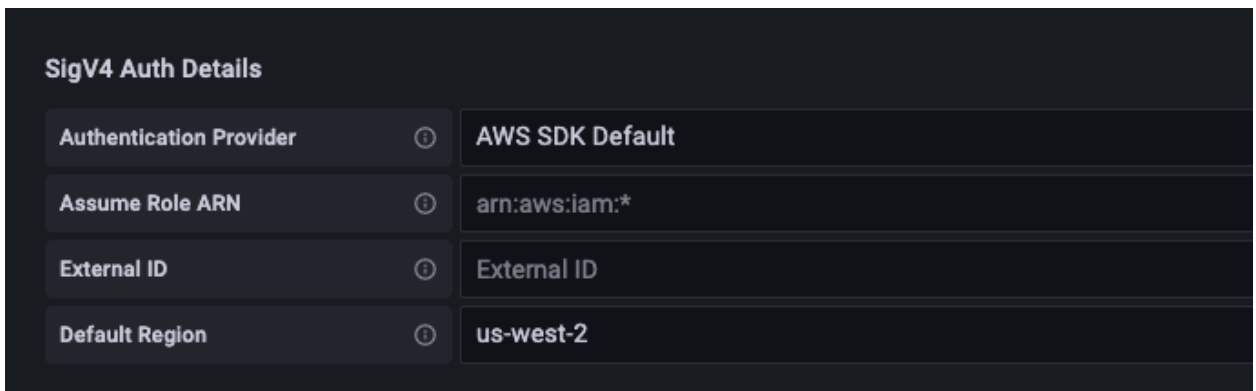 SigV4 Auth Details
Authentication Provider AWS SDK Default
Assume Role ARN arn:aws:iam:*
External ID External ID
Default Region us-west-2